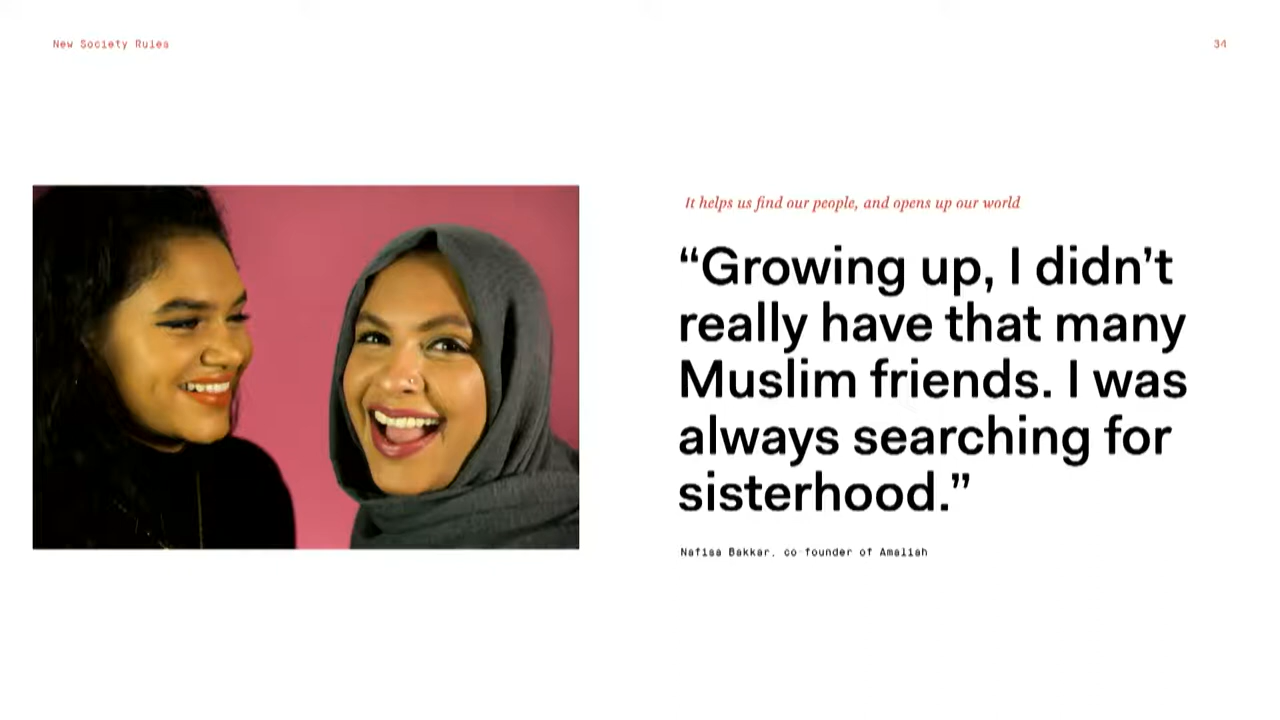 New Society Rules
34
It helps us find our people, and opens up our world
“Growing up, I didn’t
really have that many
Muslim friends. I was
always searching for
sisterhood.”
Nafisa Bakkar, co-founder of Amaliah